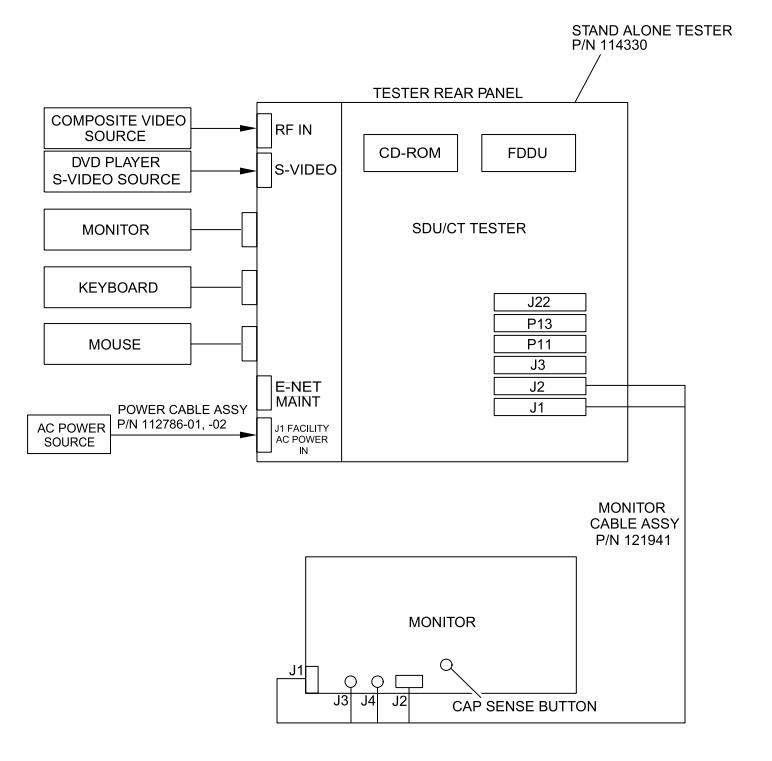 STAND ALONE TESTER
P/N 114330
TESTER REAR PANEL
COMPOSITE VIDEO
SOURCE
RF IN
DVD PLAYER
S-VIDEO SOURCE
S-VIDEO
CD-ROM
FDDU
MONITOR
SDU/CT TESTER
KEYBOARD
MOUSE
J22
P13
P11
J3
J2
J1
E-NET
MAINT
POWER CABLE ASSY
P/N 112786-01, -02
AC POWER
SOURCE
J1 FACILITY
AC POWER
IN
MONITOR
CABLE ASSY
P/N 121941
MONITOR
J1
J3
J4
J2
CAP SENSE BUTTON